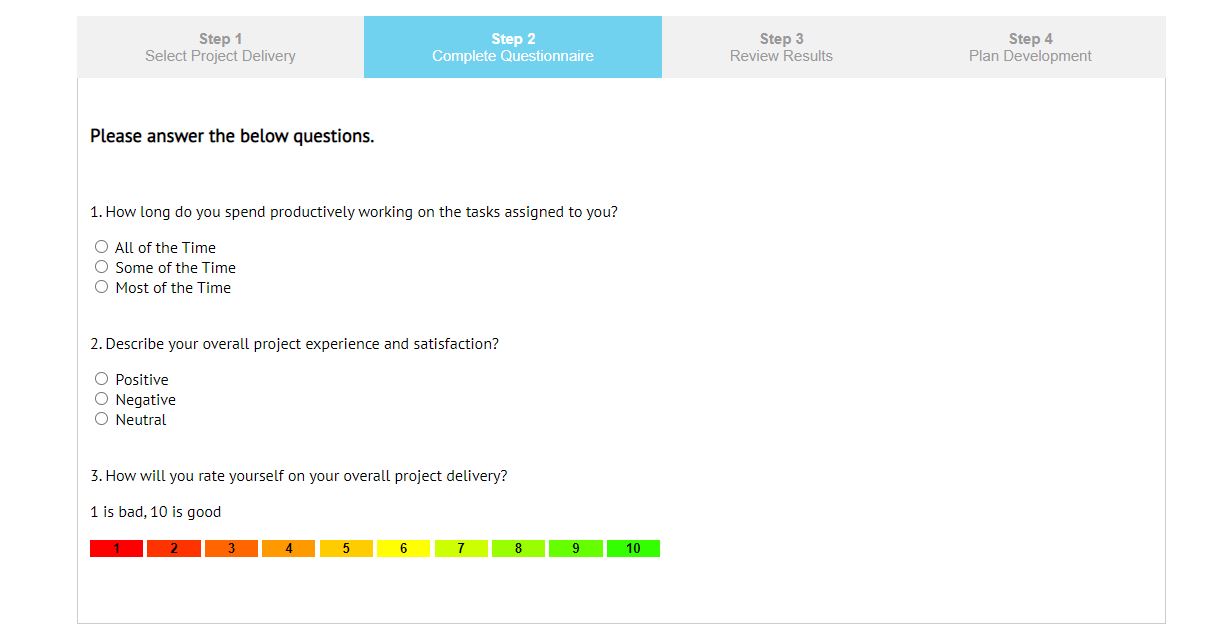 Step 1
Select Project Delivery
Step 2
Complete Questionnaire
Step 3
Review Results
Step 4
Plan Development
Please answer the below questions.
1. How long do you spend productively working on the tasks assigned to you?
All of the Time
Some of the Time
Most of the Time
2. Describe your overall project experience and satisfaction?
Positive
Negative
Neutral
3. How will you rate yourself on your overall project delivery?
1 is bad, 10 is good
1 2 3 4 5 6 7 8 9 10